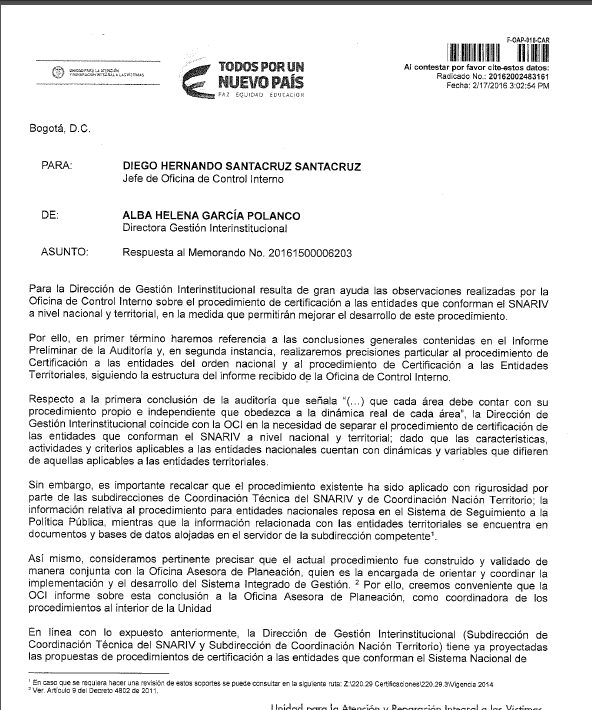 F-OAP-018-CAR
UNIDAD PARA LA ATENCIÓN
Y REPARACIÓN INTEGRAL A LAS VÍCTIMAS
TODOS POR UN
NUEVO PAÍS
PAZ EQUIDAD EDUCACIÓN
Al contestar por favor cite estos datos:
Radicado No.: 20162002483161
Fecha: 2/17/2016 3:02:54 PM
Bogotá, D.C.
PARA: DIEGO HERNANDO SANTACRUZ SANTACRUZ
Jefe de Oficina de Control Interno
DE: ALBA HELENA GARCÍA POLANCO
Directora Gestión Interinstitucional
ASUNTO: Respuesta al Memorando No. 20161500006203
Para la Dirección de Gestión Interinstitucional resulta de gran ayuda las observaciones realizadas por la
Oficina de Control Interno sobre el procedimiento de certificación a las entidades que conforman el SNARIV
a nivel nacional y territorial, en la medida que permitirán mejorar el desarrollo de este procedimiento.
Por ello, en primer término haremos referencia a las conclusiones generales contenidas en el Informe
Preliminar de la Auditoría y, en segunda instancia, realizaremos precisiones particular al procedimiento de
Certificación a las entidades del orden nacional y al procedimiento de Certificación a las Entidades
Territoriales, siguiendo la estructura del informe recibido de la Oficina de Control Interno.
Respecto a la primera conclusión de la auditoría que señala “(...) que cada área debe contar con su
procedimiento propio e independiente que obedezca a la dinámica real de cada área”, la Dirección de
Gestión Interinstitucional coincide con la OCI en la necesidad de separar el procedimiento de certificación de
las entidades que conforman el SNARIV a nivel nacional y territorial; dado que las características,
actividades y criterios aplicables a las entidades nacionales cuentan con dinámicas y variables que difieren
de aquellas aplicables a las entidades territoriales.
Sin embargo, es importante recalcar que el procedimiento existente ha sido aplicado con rigurosidad por
parte de las subdirecciones de Coordinación Técnica del SNARIV y de Coordinación Nación Territorio; la
información relativa al procedimiento para entidades nacionales reposa en el Sistema de Seguimiento a la
Política Pública, mientras que la información relacionada con las entidades territoriales se encuentra en
documentos y bases de datos alojadas en el servidor de la subdirección competente¹.
Así mismo, consideramos pertinente precisar que el actual procedimiento fue construido y validado de
manera conjunta con la Oficina Asesora de Planeación, quien es la encargada de orientar y coordinar la
implementación y el desarrollo del Sistema Integrado de Gestión. ² Por ello, creemos conveniente que la
OCI informe sobre esta conclusión a la Oficina Asesora de Planeación, como coordinadora de los
procedimientos al interior de la Unidad
En línea con lo expuesto anteriormente, la Dirección de Gestión Interinstitucional (Subdirección de
Coordinación Técnica del SNARIV y Subdirección de Coordinación Nación Territorio) tiene ya proyectadas
las propuestas de procedimientos de certificación a las entidades que conforman el Sistema Nacional de
¹ En caso que se requiera hacer una revisión de estos soportes se puede consultar en la siguiente ruta: Z:\220.29 Certificaciones\220.29.3\Vigencia 2014
² Ver. Artículo 9 del Decreto 4802 de 2011.
Unidad para la Atención y Reparación Integral a las Víctimas